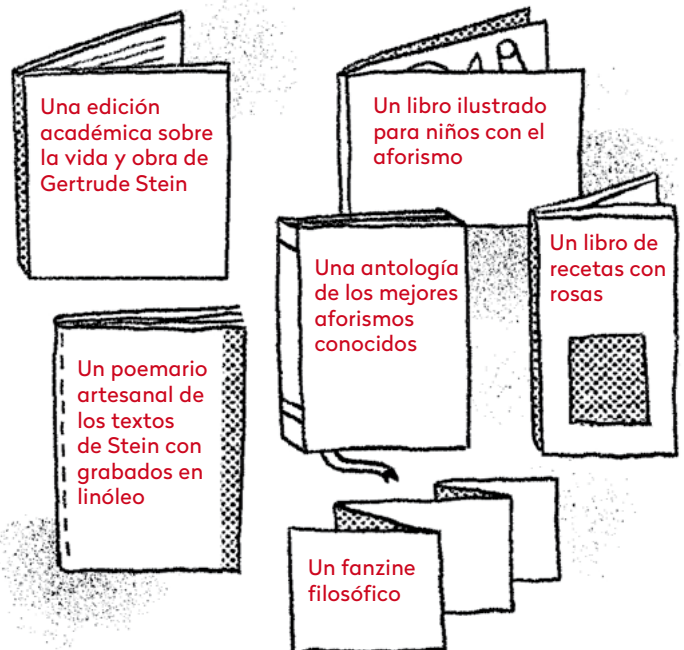 Una edición
académica sobre
la vida y obra de
Gertrude Stein
Un libro ilustrado
para niños con el
aforismo
Una antología
de los mejores
aforismos
conocidos
Un libro de
recetas con
rosas
Un poemario
artesanal de
los textos
de Stein con
grabados en
linóleo
Un fanzine
filosófico